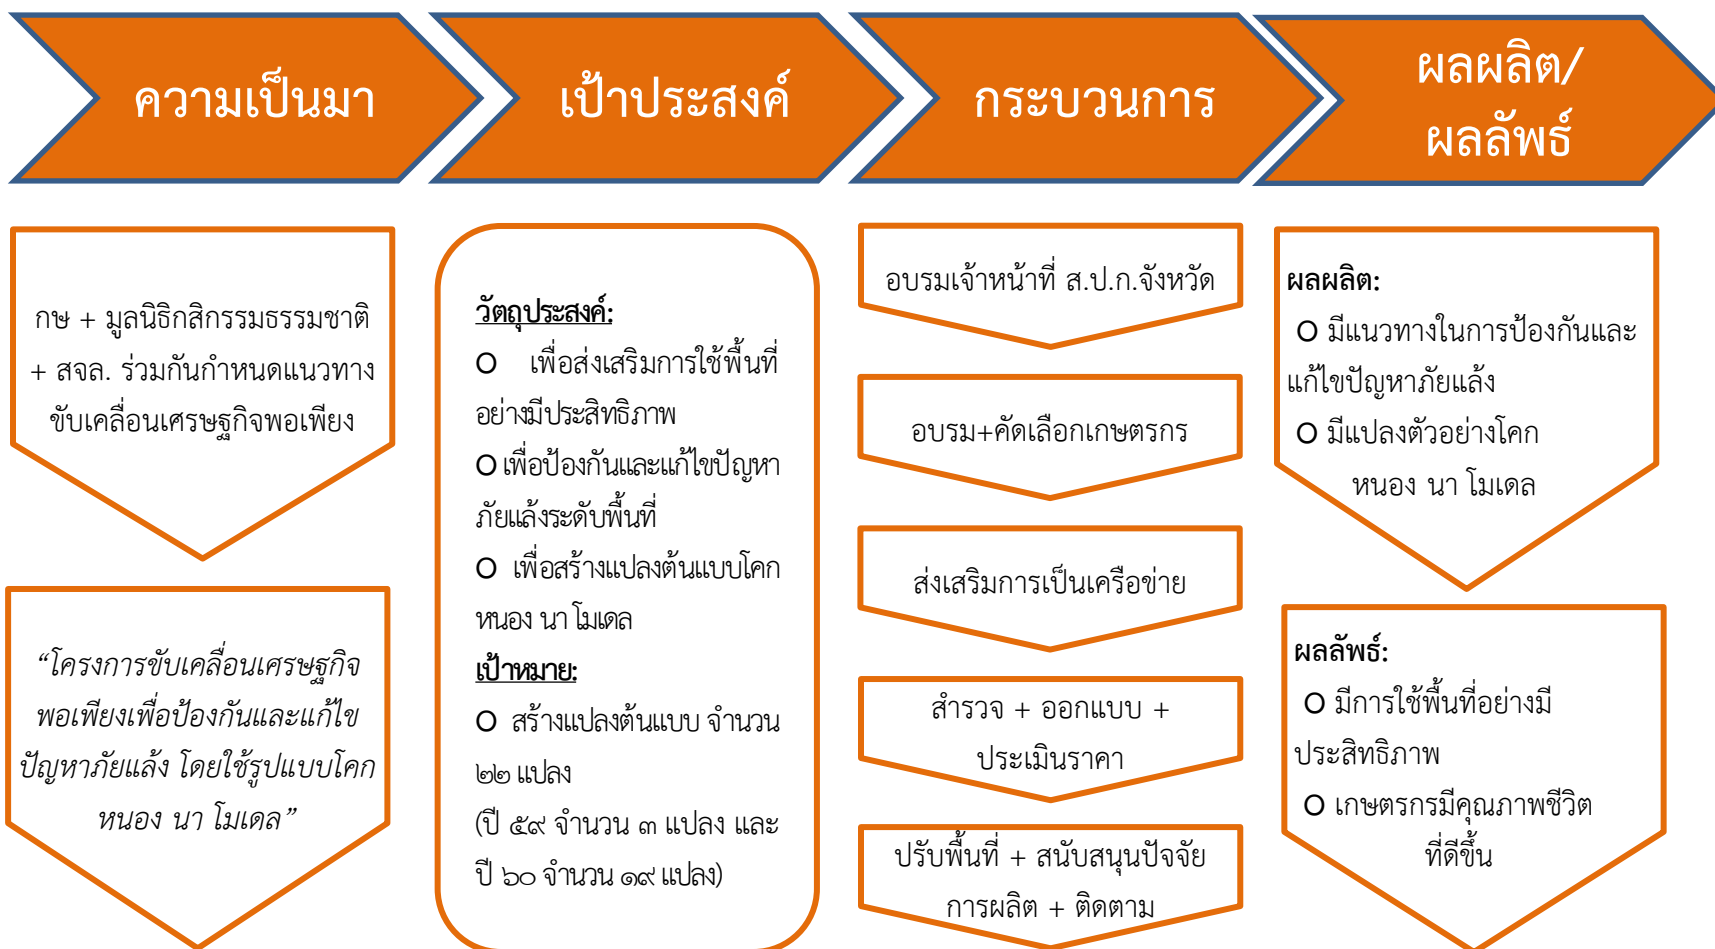 ความเป็นมา
กษ + มูลนิธิกสิกรรมธรรมชาติ
+ สจล. ร่วมกันกำหนดแนวทาง
ขับเคลื่อนเศรษฐกิจพอเพียง
“โครงการขับเคลื่อนเศรษฐกิจ
พอเพียงเพื่อป้องกันและแก้ไข
ปัญหาภัยแล้ง โดยใช้รูปแบบโคก
หนอง นา โมเดล”
เป้าประสงค์
วัตถุประสงค์:
O เพื่อส่งเสริมการใช้พื้นที่
อย่างมีประสิทธิภาพ
O เพื่อป้องกันและแก้ไขปัญหา
ภัยแล้งระดับพื้นที่
O เพื่อสร้างแปลงต้นแบบโคก
หนอง นา โมเดล
เป้าหมาย:
O สร้างแปลงต้นแบบ จำนวน
๒๒ แปลง
(ปี ๕๙ จำนวน ๓ แปลง และ
ปี ๖๐ จำนวน ๑๙ แปลง)
กระบวนการ
อบรมเจ้าหน้าที่ ส.ป.ก.จังหวัด
อบรม+คัดเลือกเกษตรกร
ส่งเสริมการเป็นเครือข่าย
สำรวจ + ออกแบบ +
ประเมินราคา
ปรับพื้นที่ + สนับสนุนปัจจัย
การผลิต + ติดตาม
ผลผลิต/
ผลลัพธ์
ผลผลิต:
O มีแนวทางในการป้องกันและ
แก้ไขปัญหาภัยแล้ง
O มีแปลงตัวอย่างโคก
หนอง นา โมเดล
ผลลัพธ์:
O มีการใช้พื้นที่อย่างมี
ประสิทธิภาพ
O เกษตรกรมีคุณภาพชีวิต
ที่ดีขึ้น